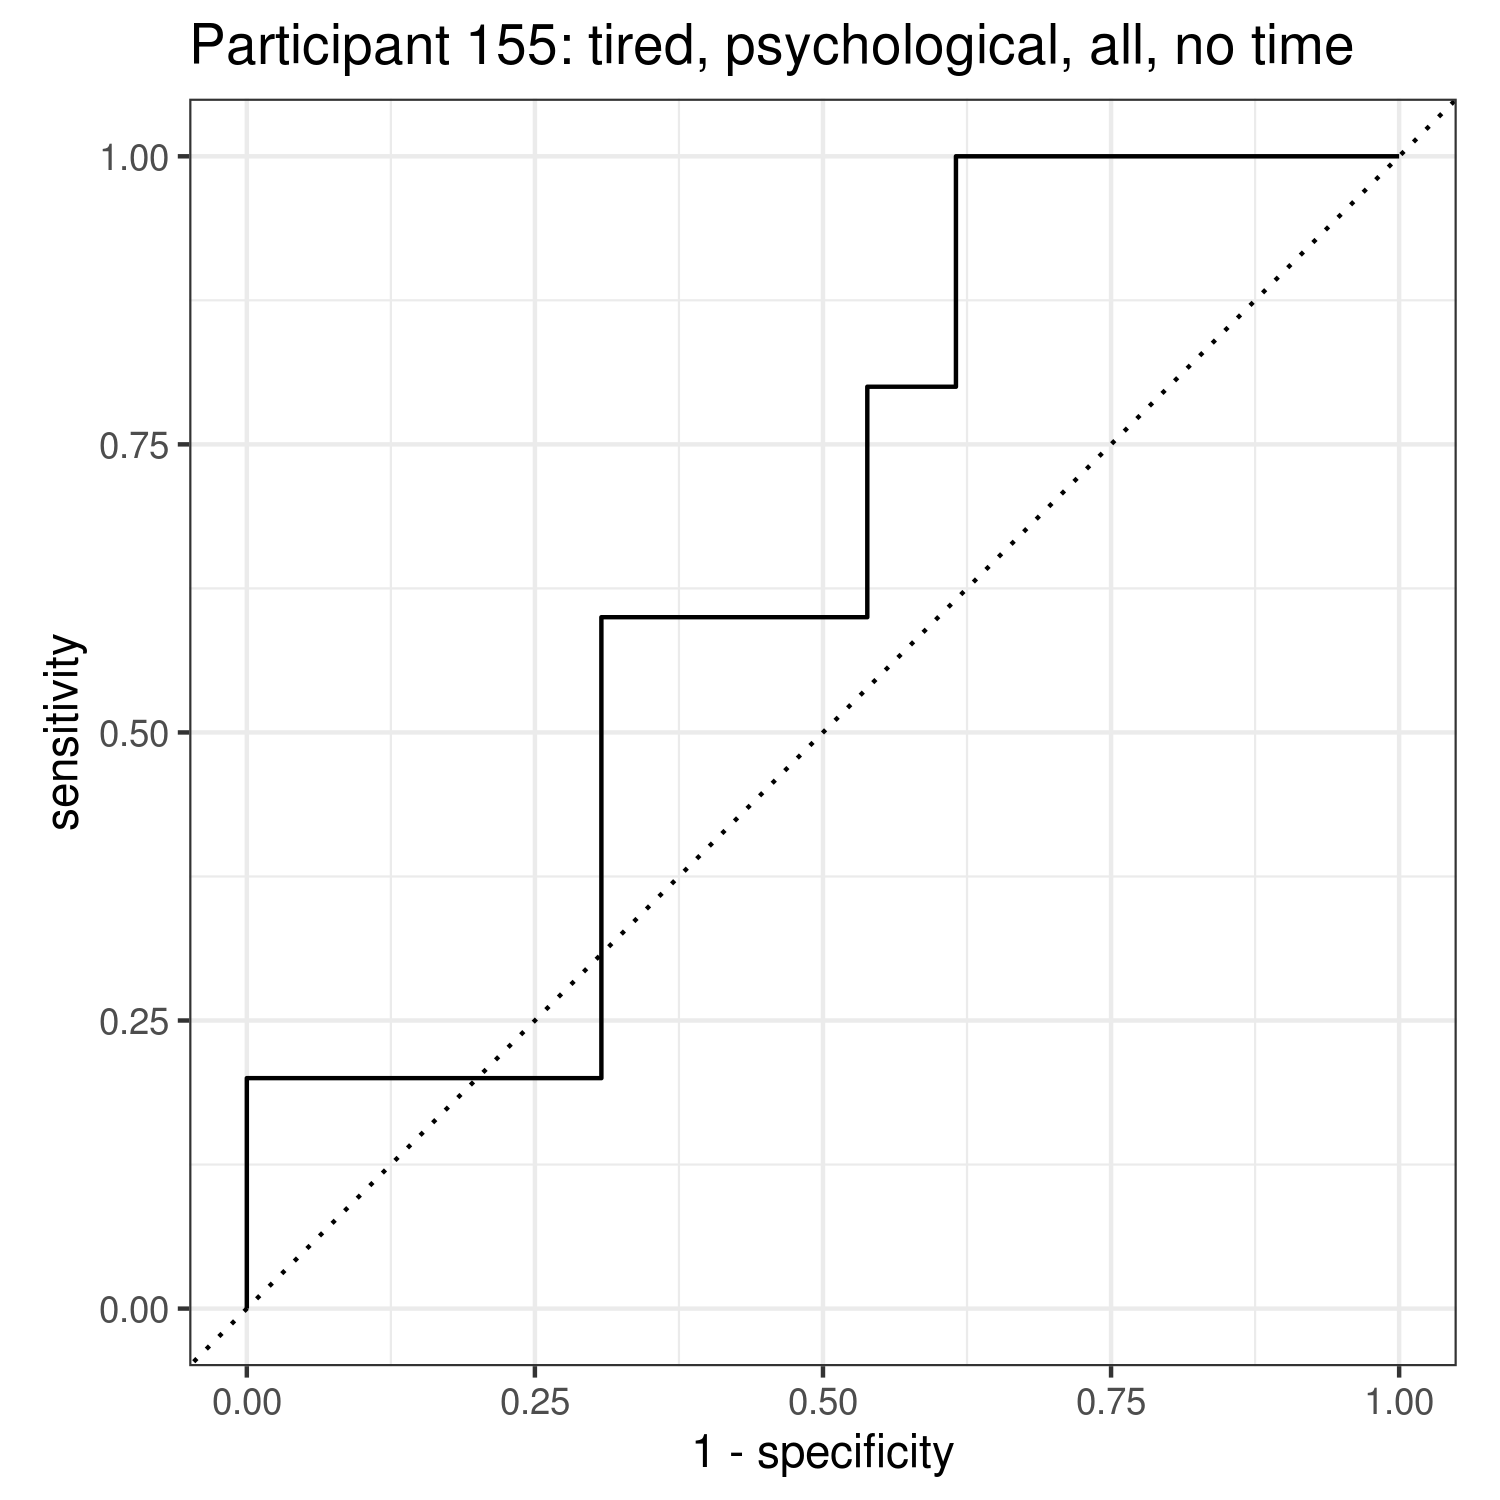 Participant 155: tired, psychological, all, no time
1.00
0.75
0.50
0.25
0.00
sensitivity
0.00 0.25 0.50 0.75 1.00
1 - specificity